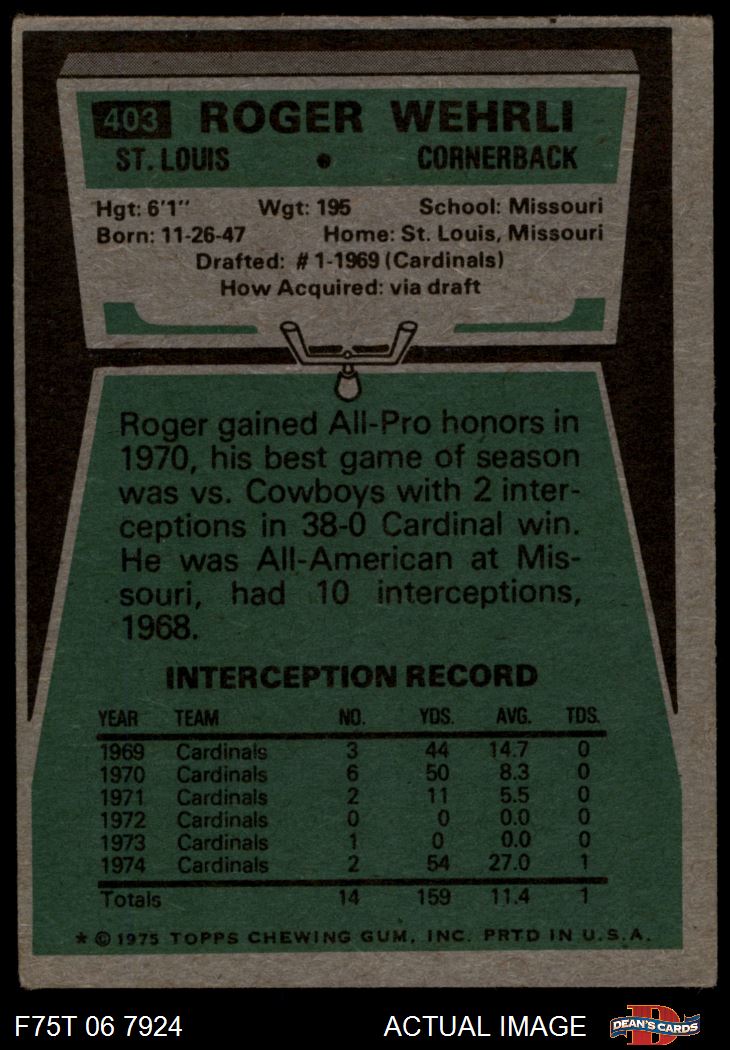 403 ROGER WEHRLI
ST. LOUIS • CORNERBACK
Hgt: 6'1" Wgt: 195 School: Missouri
Born: 11-26-47 Home: St. Louis, Missouri
Drafted: #1-1969 (Cardinals)
How Acquired: via draft
Roger gained All-Pro honors in
1970, his best game of season
was vs. Cowboys with 2 inter-
ceptions in 38-0 Cardinal win.
He was All-American at Mis-
souri, had 10 interceptions,
1968.
INTERCEPTION RECORD
YEAR TEAM NO. YDS. AVG. TDS.
1969 Cardinals 3 44 14.7 0
1970 Cardinals 6 50 8.3 0
1971 Cardinals 2 11 5.5 0
1972 Cardinals 0 0 0.0 0
1973 Cardinals 1 0 0.0 0
1974 Cardinals 2 54 27.0 1
Totals 14 159 11.4 1
* © 1975 TOPPS CHEWING GUM, INC. PRTD IN U.S.A.
F75T 06 7924 ACTUAL IMAGE D DEAN'S CARDS